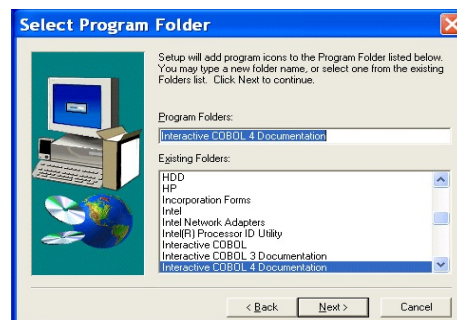 Select Program Folder
Setup will add program icons to the Program Folder listed below.
You may type a new folder name, or select one from the existing
Folders list. Click Next to continue.
Program Folders:
Interactive COBOL 4 Documentation
Existing Folders:
HDD
HP
Incorporation Forms
Intel
Intel Network Adapters
Intel(R) Processor ID Utility
Interactive COBOL
Interactive COBOL 3 Documentation
Interactive COBOL 4 Documentation
< Back
Next >
Cancel